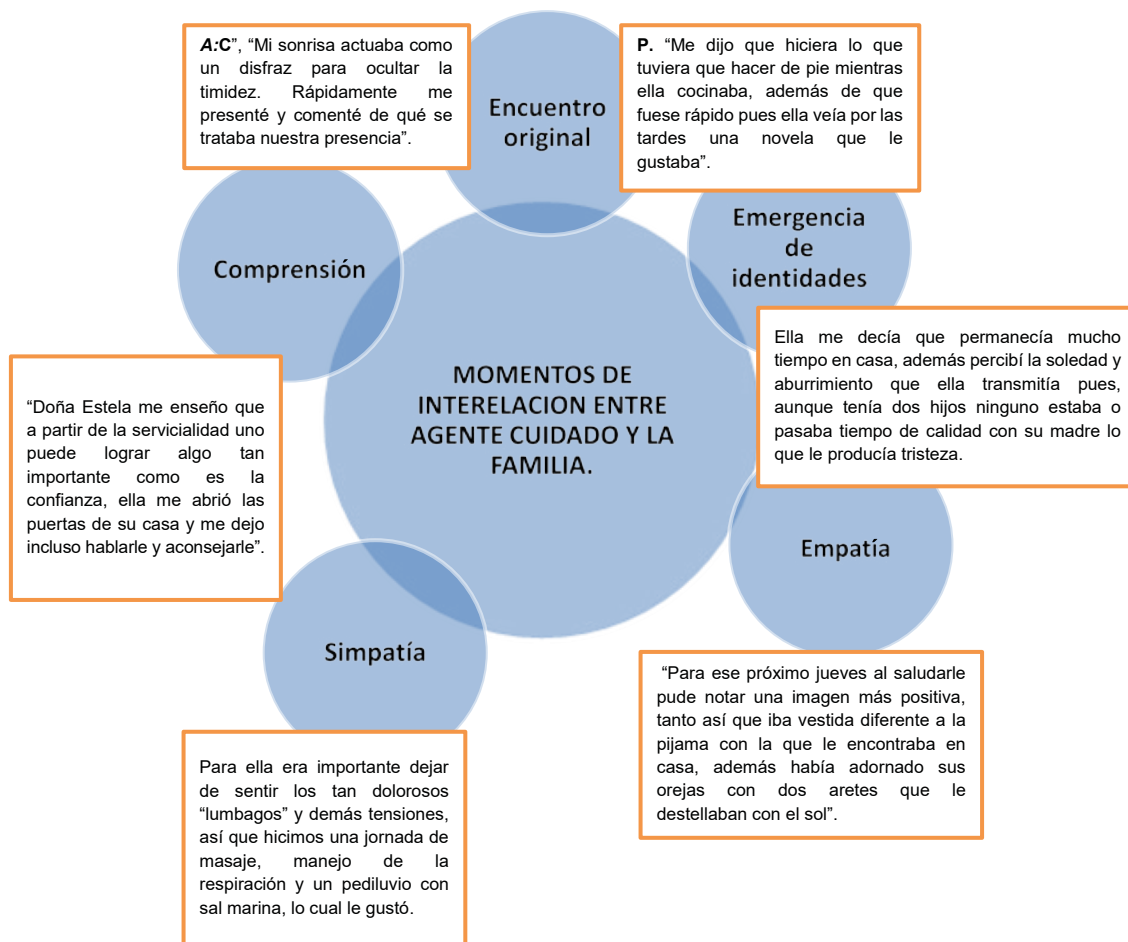 A:C”, “Mi sonrisa actuaba como
un disfraz para ocultar la
timidez. Rápidamente me
presenté y comenté de qué se
trataba nuestra presencia”.
Encuentro
original
P. “Me dijo que hiciera lo que
tuviera que hacer de pie mientras
ella cocinaba, además de que
fuese rápido pues ella veía por las
tardes una novela que le
gustaba”.
Emergencia
de
identidades
Ella me decía que permanecía mucho
tiempo en casa, además percibí la soledad y
aburrimiento que ella transmitía pues,
aunque tenía dos hijos ninguno estaba o
pasaba tiempo de calidad con su madre lo
que le producía tristeza.
Comprensión
MOMENTOS DE
INTERELACION ENTRE
AGENTE CUIDADO Y LA
FAMILIA.
“Doña Estela me enseño que
a partir de la servicialidad uno
puede lograr algo tan
importante como es la
confianza, ella me abrió las
puertas de su casa y me dejo
incluso hablarle y aconsejarle”.
Empatía
“Para ese próximo jueves al saludarle
pude notar una imagen más positiva,
tanto así que iba vestida diferente a la
pijama con la que le encontraba en
casa, además había adornado sus
orejas con dos aretes que le
destellaban con el sol”.
Simpatía
Para ella era importante dejar
de sentir los tan dolorosos
“lumbagos” y demás tensiones,
así que hicimos una jornada de
masaje, manejo de la
respiración y un pediluvio con
sal marina, lo cual le gustó.